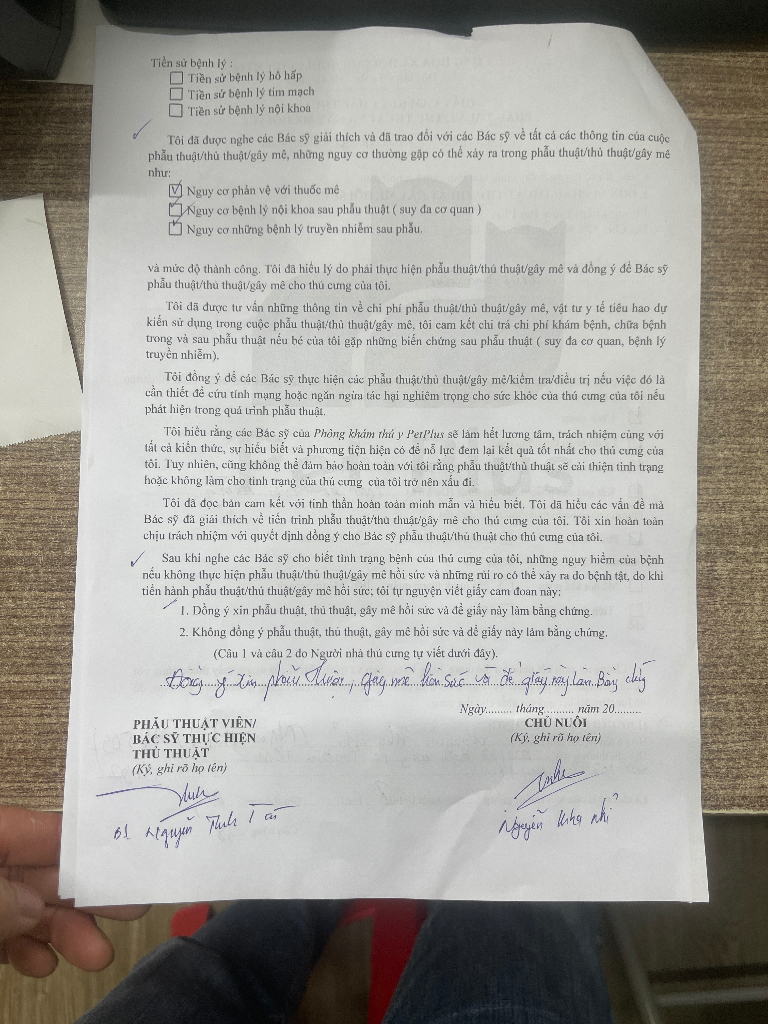 Tiền sử bệnh lý :
Tiền sử bệnh lý hô hấp
Tiền sử bệnh lý tim mạch
Tiền sử bệnh lý nội khoa
Tôi đã được nghe các Bác sỹ giải thích và đã trao đổi với các Bác sỹ về tất cả các thông tin của cuộc
phẫu thuật/thủ thuật/gây mê, những nguy cơ thường gặp có thể xảy ra trong phẫu thuật/thủ thuật/gây mê
như:
Nguy cơ phản vệ với thuốc mê
Nguy cơ bệnh lý nội khoa sau phẫu thuật ( suy đa cơ quan )
Nguy cơ những bệnh lý truyền nhiễm sau phẫu.
và mức độ thành công. Tôi đã hiểu lý do phải thực hiện phẫu thuật/thủ thuật/gây mê và đồng ý để Bác sỹ
phẫu thuật/thủ thuật/gây mê cho thú cưng của tôi.
Tôi đã được tư vấn những thông tin về chi phí phẫu thuật/thủ thuật/gây mê, vật tư y tế tiêu hao dự
kiến sử dụng trong cuộc phẫu thuật/thủ thuật/gây mê, tôi cam kết chi trả chi phí khám bệnh, chữa bệnh
trong và sau phẫu thuật nếu bé của tôi gặp những biến chứng sau phẫu thuật ( suy đa cơ quan, bệnh lý
truyền nhiễm).
Tôi đồng ý để các Bác sỹ thực hiện các phẫu thuật/thủ thuật/gây mê/kiểm tra/điều trị nếu việc đó là
cần thiết để cứu tính mạng hoặc ngăn ngừa tác hại nghiêm trọng cho sức khỏe của thú cưng của tôi nếu
phát hiện trong quá trình phẫu thuật.
Tôi hiểu rằng các Bác sỹ của Phòng khám thú y PetPlus sẽ làm hết lương tâm, trách nhiệm cùng với
tất cả kiến thức, sự hiểu biết và phương tiện hiện có để nỗ lực đem lại kết quả tốt nhất cho thú cưng của
tôi. Tuy nhiên, cũng không thể đảm bảo hoàn toàn với tôi rằng phẫu thuật/thủ thuật sẽ cải thiện tình trạng
hoặc không làm cho tình trạng của thú cưng của tôi trở nên xấu đi.
Tôi đã đọc bản cam kết với tinh thần hoàn toàn minh mẫn và hiểu biết. Tôi đã hiểu các vấn đề mà
Bác sỹ đã giải thích về tiến trình phẫu thuật/thủ thuật/gây mê cho thú cưng của tôi. Tôi xin hoàn toàn
chịu trách nhiệm với quyết định đồng ý cho Bác sỹ phẫu thuật/thủ thuật cho thú cưng của tôi.
Sau khi nghe các Bác sỹ cho biết tình trạng bệnh của thú cưng của tôi, những nguy hiểm của bệnh
nếu không thực hiện phẫu thuật/thủ thuật/gây mê hồi sức và những rủi ro có thể xảy ra do bệnh tật, do khi
tiến hành phẫu thuật/thủ thuật/gây mê hồi sức; tôi tự nguyện viết giấy cam đoan này:
1. Đồng ý xin phẫu thuật, thủ thuật, gây mê hồi sức và để giấy này làm bằng chứng.
2. Không đồng ý phẫu thuật, thủ thuật, gây mê hồi sức và để giấy này làm bằng chứng.
(Câu 1 và câu 2 do Người nhà thú cưng tự viết dưới đây).
Đồng ý xin phẫu thuật, gây mê hồi sức và để giấy này làm Bằng chứng
Ngày......... tháng.......... năm 20.........
PHẪU THUẬT VIÊN/
BÁC SỸ THỰC HIỆN
THỦ THUẬT
(Ký, ghi rõ họ tên)
CHỦ NUÔI
(Ký, ghi rõ họ tên)
Nguyễn
Nguyễn Nhi